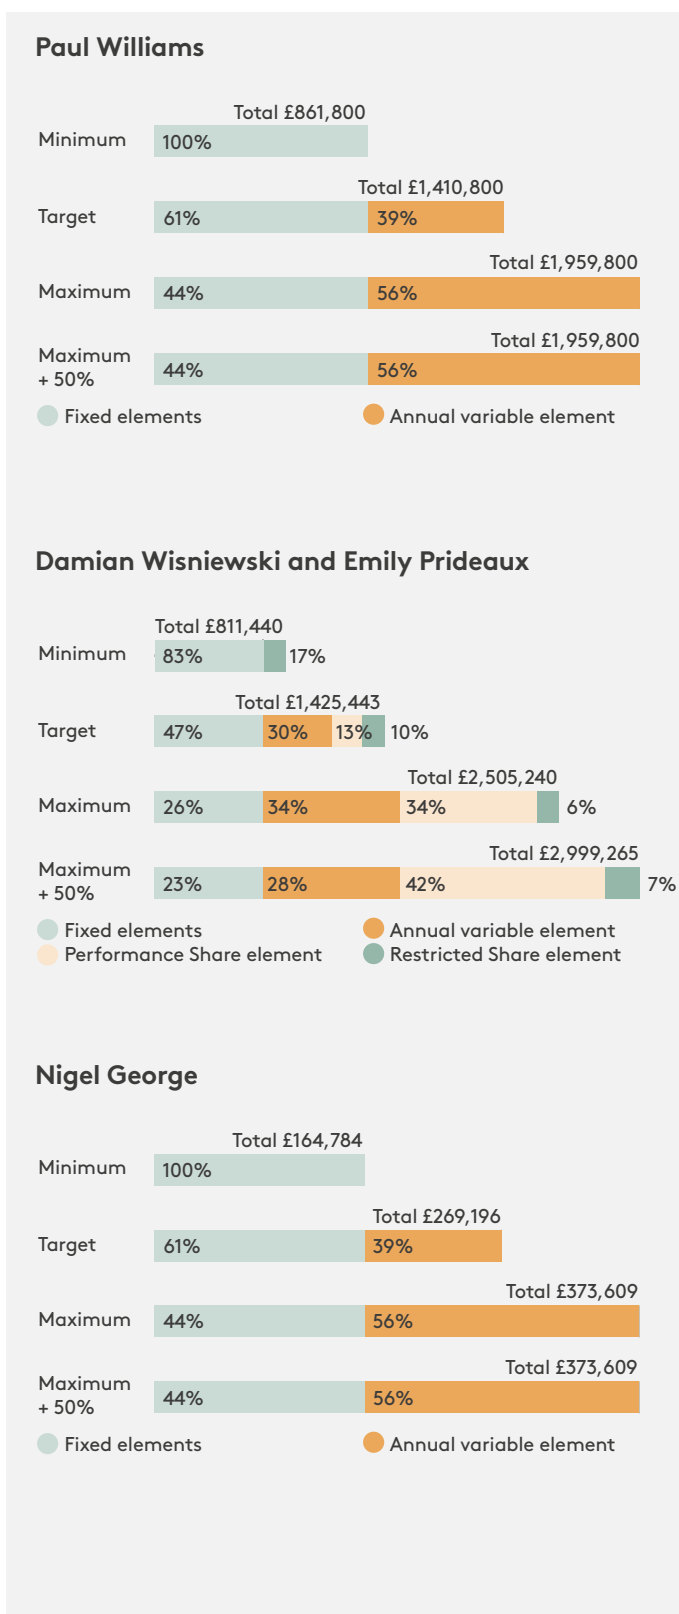 Paul Williams
Total £861,800
Minimum
100%
Total £1,410,800
Target
61%
39%
Total £1,959,800
Maximum
44%
56%
Total £1,959,800
Maximum
+ 50%
44%
56%
Fixed elements
Annual variable element
Damian Wisniewski and Emily Prideaux
Total £811,440
Minimum
83%
17%
Total £1,425,443
Target
47%
30%
13%
10%
Total £2,505,240
Maximum
26%
34%
34%
6%
Total £2,999,265
Maximum
+ 50%
23%
28%
42%
7%
Fixed elements
Annual variable element
Performance Share element
Restricted Share element
Nigel George
Total £164,784
Minimum
100%
Total £269,196
Target
61%
39%
Total £373,609
Maximum
44%
56%
Total £373,609
Maximum
+ 50%
44%
56%
Fixed elements
Annual variable element